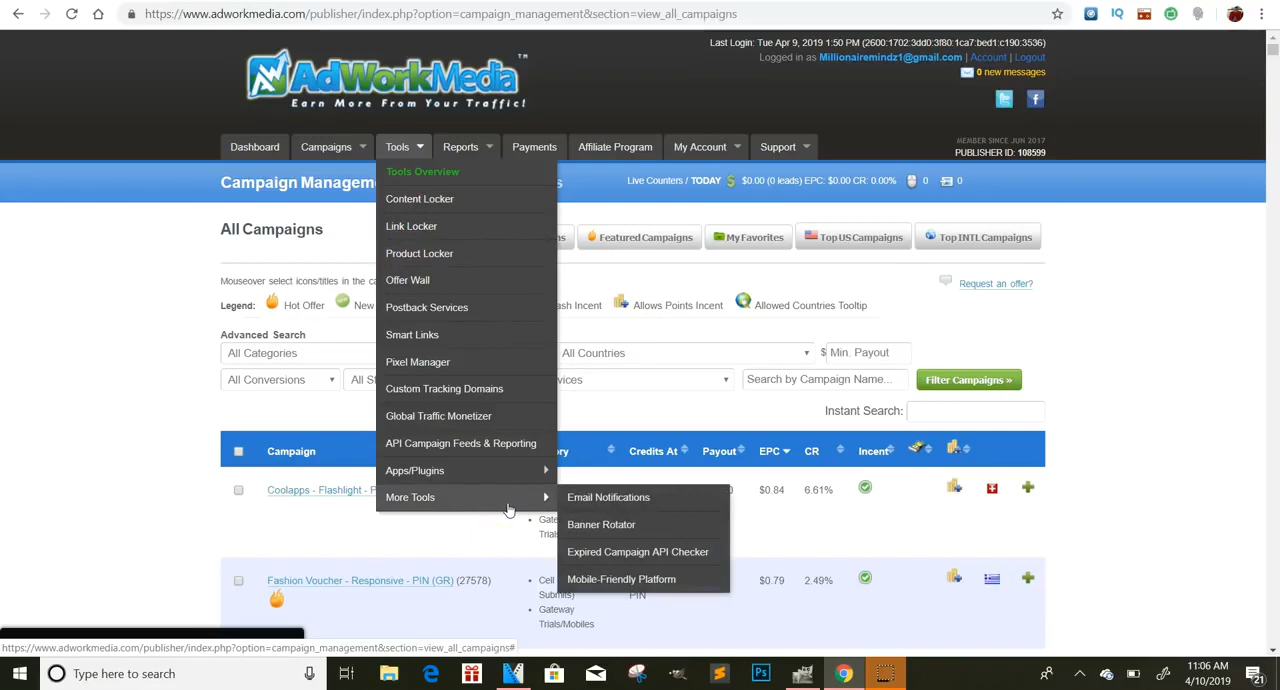 https://www.adworkmedia.com/publisher/index.php?option=campaign_management&section=view_all_campaigns
Last Login: Tue Apr 9, 2019 1:50 PM (2600:1702:3dd0:3f80:1ca7:bed1:c190:3536)
Logged in as Millionairemindz1@gmail.com | Account | Logout
0 new messages
AdWorkMedia™
Earn More From Your Traffic!
MEMBER SINCE JUN 2017
PUBLISHER ID: 108599
Dashboard Campaigns Tools Reports Payments Affiliate Program My Account Support
Campaign Managem
Live Counters / TODAY $ $0.00 (0 leads) EPC: $0.00 CR: 0.00% 0 0
Tools Overview
Content Locker
Link Locker
Product Locker
Offer Wall
Postback Services
Smart Links
Pixel Manager
Custom Tracking Domains
Global Traffic Monetizer
API Campaign Feeds & Reporting
Apps/Plugins
More Tools
Email Notifications
Banner Rotator
Expired Campaign API Checker
Mobile-Friendly Platform
All Campaigns
Featured Campaigns My Favorites Top US Campaigns Top INTL Campaigns
Mouseover select icons/titles in the ca
Request an offer?
Legend: Hot Offer New
ash Incent Allows Points Incent Allowed Countries Tooltip
Advanced Search
All Categories All Countries $ Min. Payout
All Conversions All S vices Search by Campaign Name... Filter Campaigns »
Instant Search:
Campaign ry Credits At Payout EPC CR Incent
Coolapps - Flashlight - P $0.84 6.61%
Gate
Trials
Fashion Voucher - Responsive - PIN (GR) (27578) $0.79 2.49%
Cell
Submits)
PIN
Gateway
Trials/Mobiles
https://www.adworkmedia.com/publisher/index.php?option=campaign_management&section=view_all_campaigns#
Type here to search
11:06 AM
4/10/2019
21